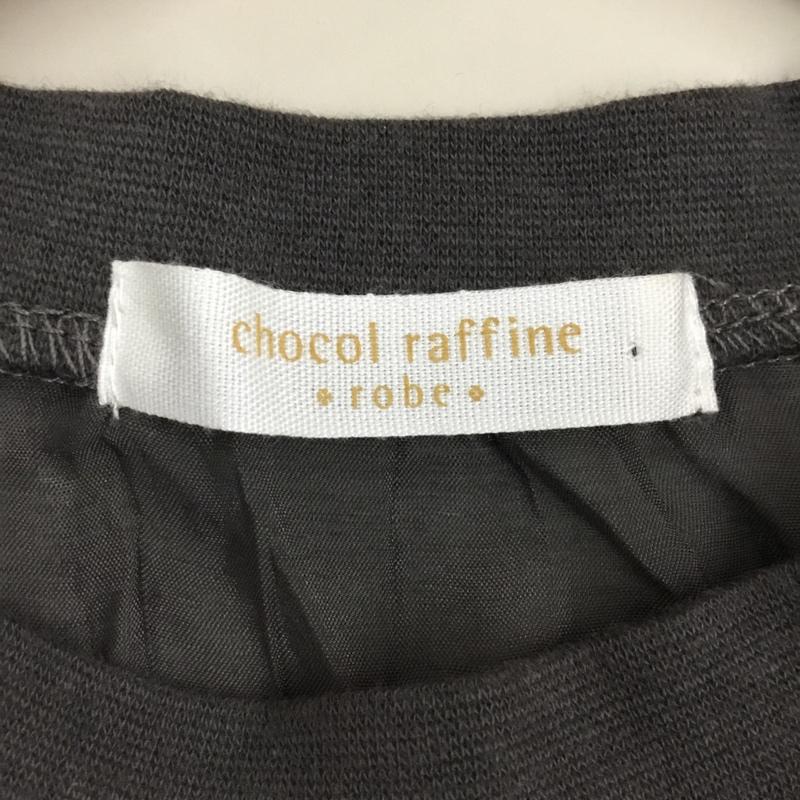 chocol raffine
• robe •